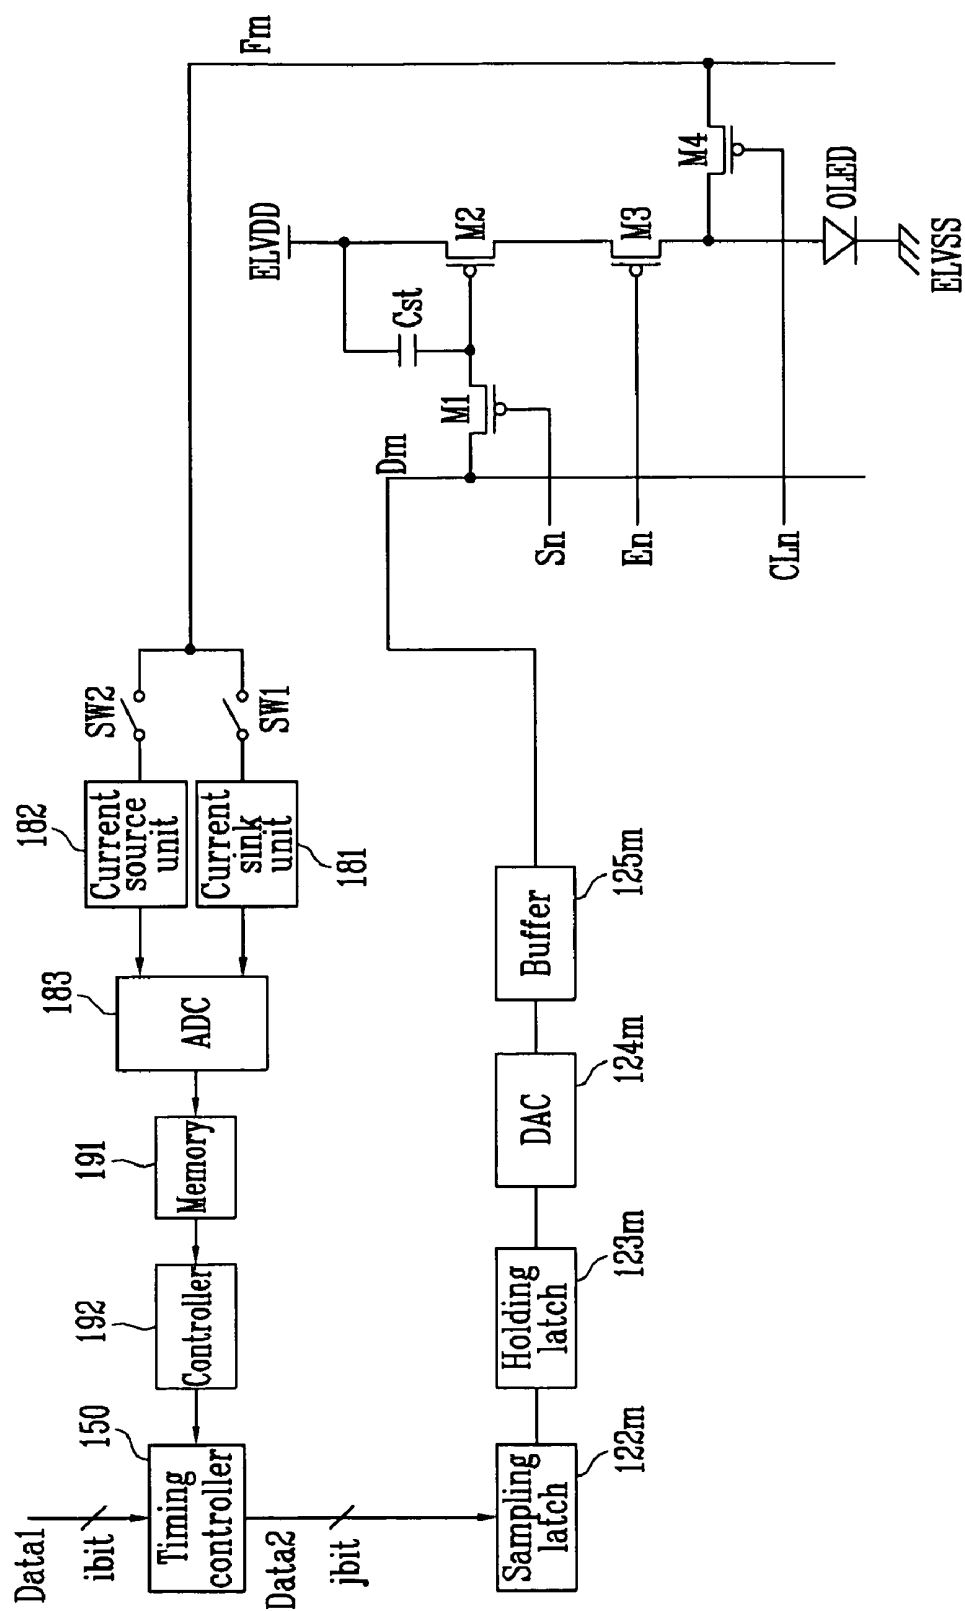 Data1
ibit
150
Timing
controller
Data2
jbit
192
Controller
191
Memory
183
ADC
182
Current
source
unit
Current
sink
unit
181
SW2
SW1
Fm
Sampling
latch
122m
Holding
latch
123m
DAC
124m
Buffer
125m
Dm
ELVDD
Cst
M1
M2
M3
M4
Sn
En
CLn
OLED
ELVSS